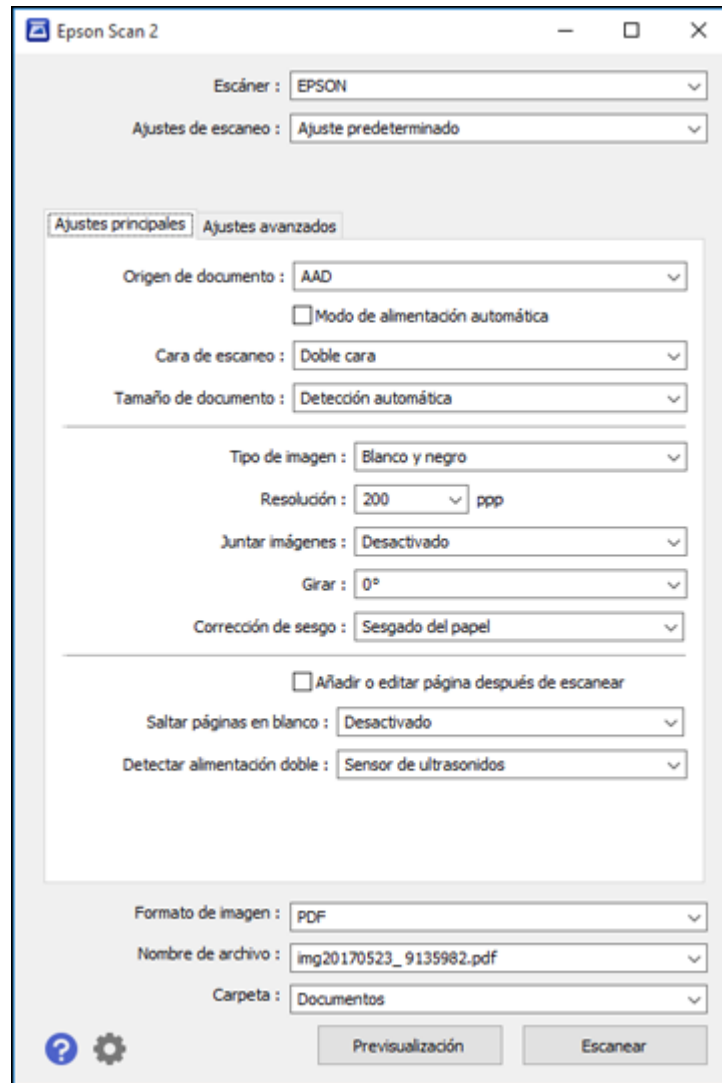 Epson Scan 2
Escáner : EPSON
Ajustes de escaneo : Ajuste predeterminado
Ajustes principales Ajustes avanzados
Origen de documento : AAD
Modo de alimentación automática
Cara de escaneo : Doble cara
Tamaño de documento : Detección automática
Tipo de imagen : Blanco y negro
Resolución : 200 ppp
Juntar imágenes : Desactivado
Girar : 0°
Corrección de sesgo : Sesgado del papel
Añadir o editar página después de escanear
Saltar páginas en blanco : Desactivado
Detectar alimentación doble : Sensor de ultrasonidos
Formato de imagen : PDF
Nombre de archivo : img20170523_9135982.pdf
Carpeta : Documentos
? Previsualización Escanear